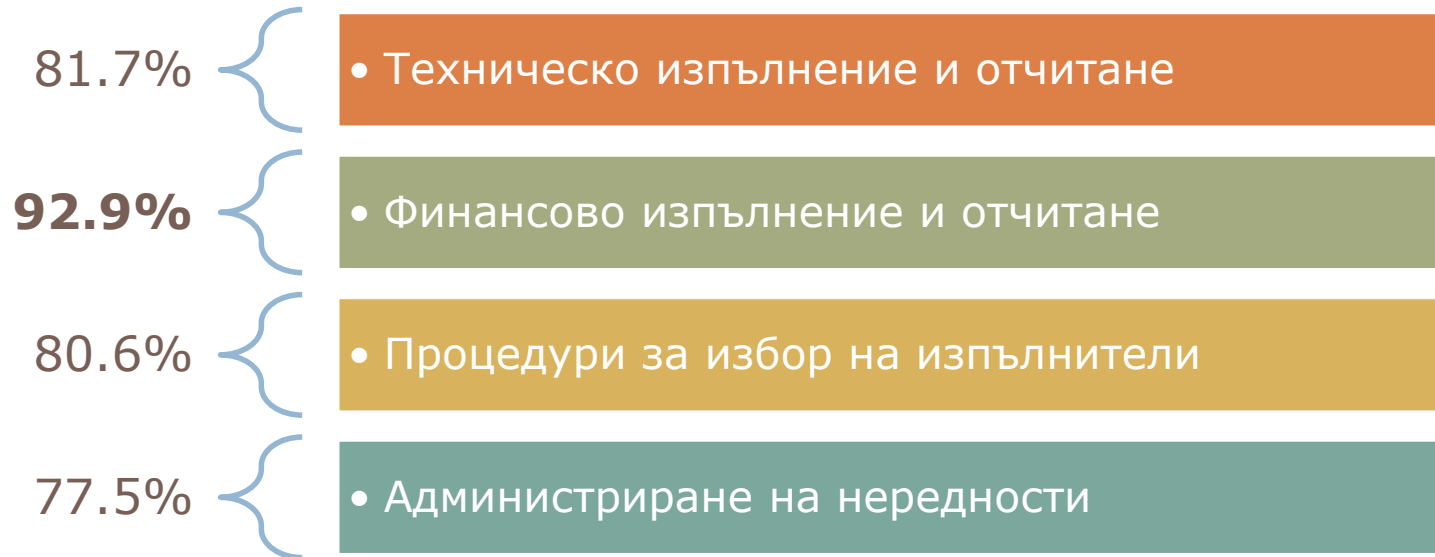 81.7%
• Техническо изпълнение и отчитане
92.9%
• Финансово изпълнение и отчитане
80.6%
• Процедури за избор на изпълнители
77.5%
• Администриране на нередности